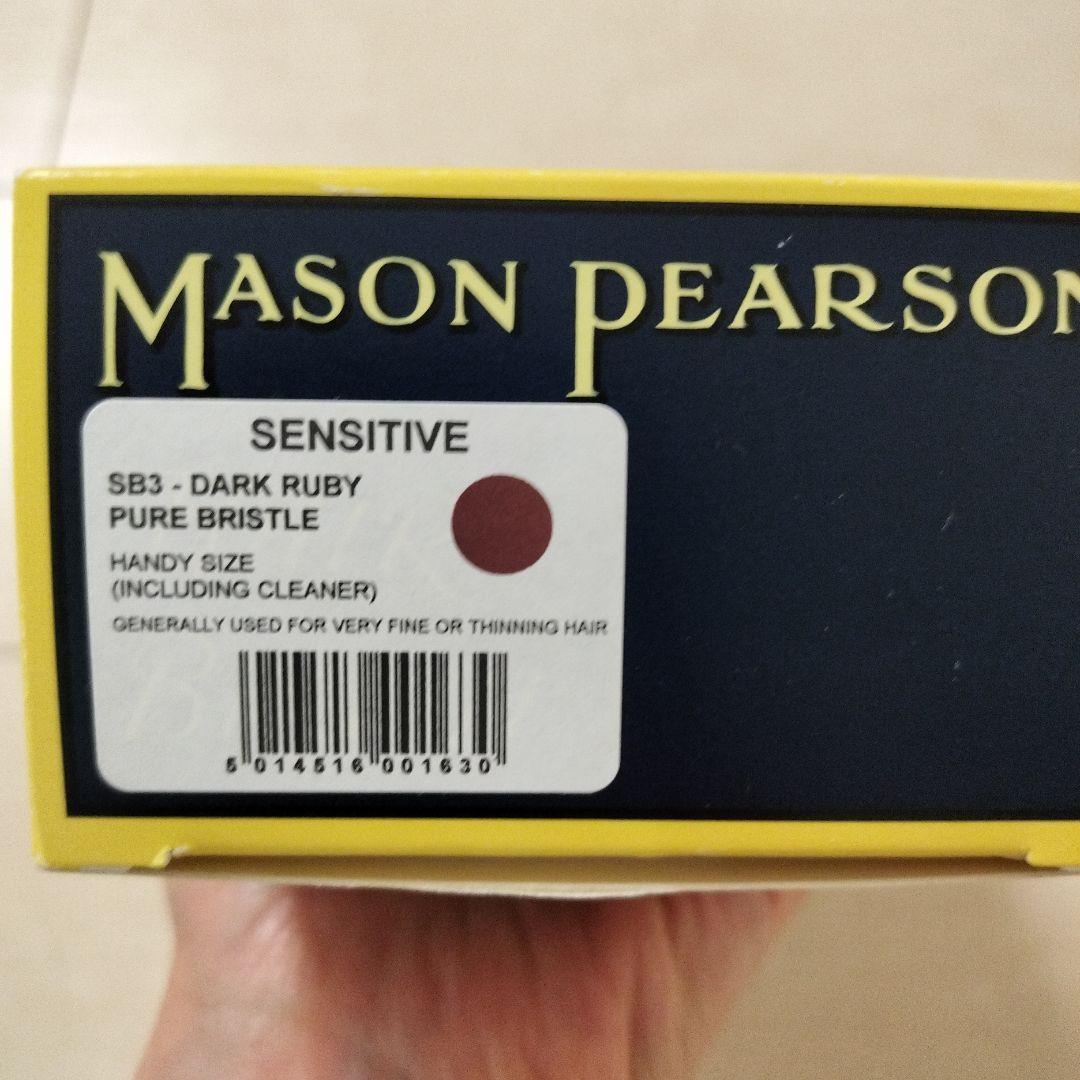 MASON PEARSON
SENSITIVE
SB3 - DARK RUBY
PURE BRISTLE
HANDY SIZE
(INCLUDING CLEANER)
GENERALLY USED FOR VERY FINE OR THINNING HAIR
5 014516 001630